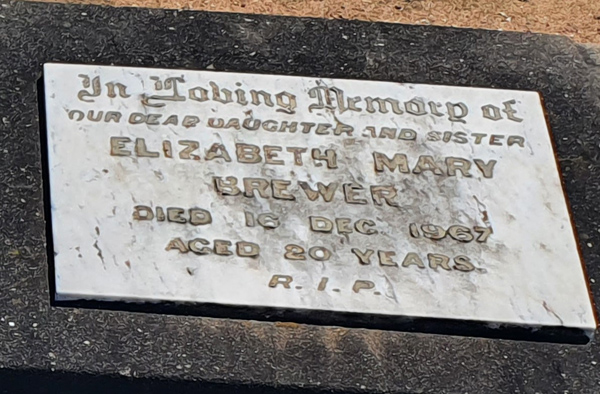 In Loving Memory of
OUR DEAR DAUGHTER AND SISTER
ELIZABETH MARY
BREWER
DIED 16 DEC. 1967
AGED 20 YEARS.
R. I. P.